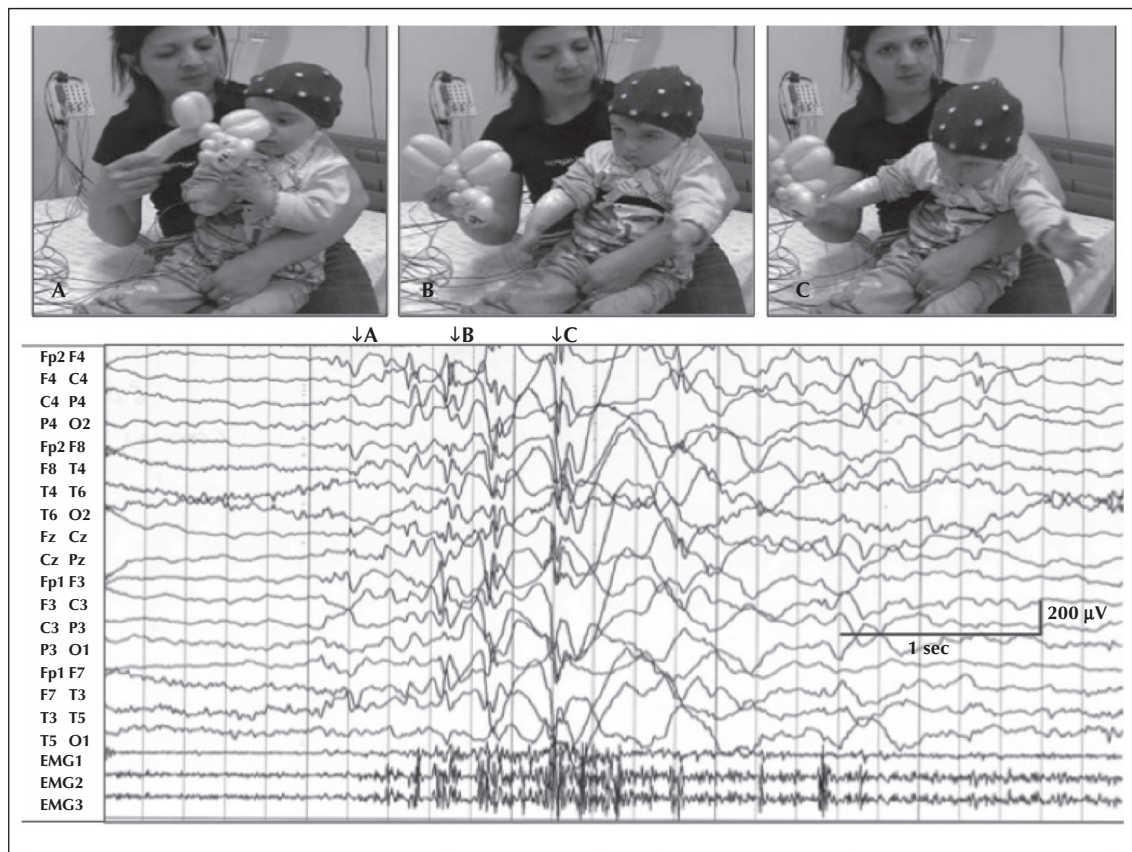 A
B
C
↓A ↓B ↓C
Fp2 F4
F4 C4
C4 P4
P4 O2
Fp2 F8
F8 T4
T4 T6
T6 O2
Fz Cz
Cz Pz
Fp1 F3
F3 C3
C3 P3
P3 O1
Fp1 F7
F7 T3
T3 T5
T5 O1
EMG1
EMG2
EMG3
200 µV
1 sec